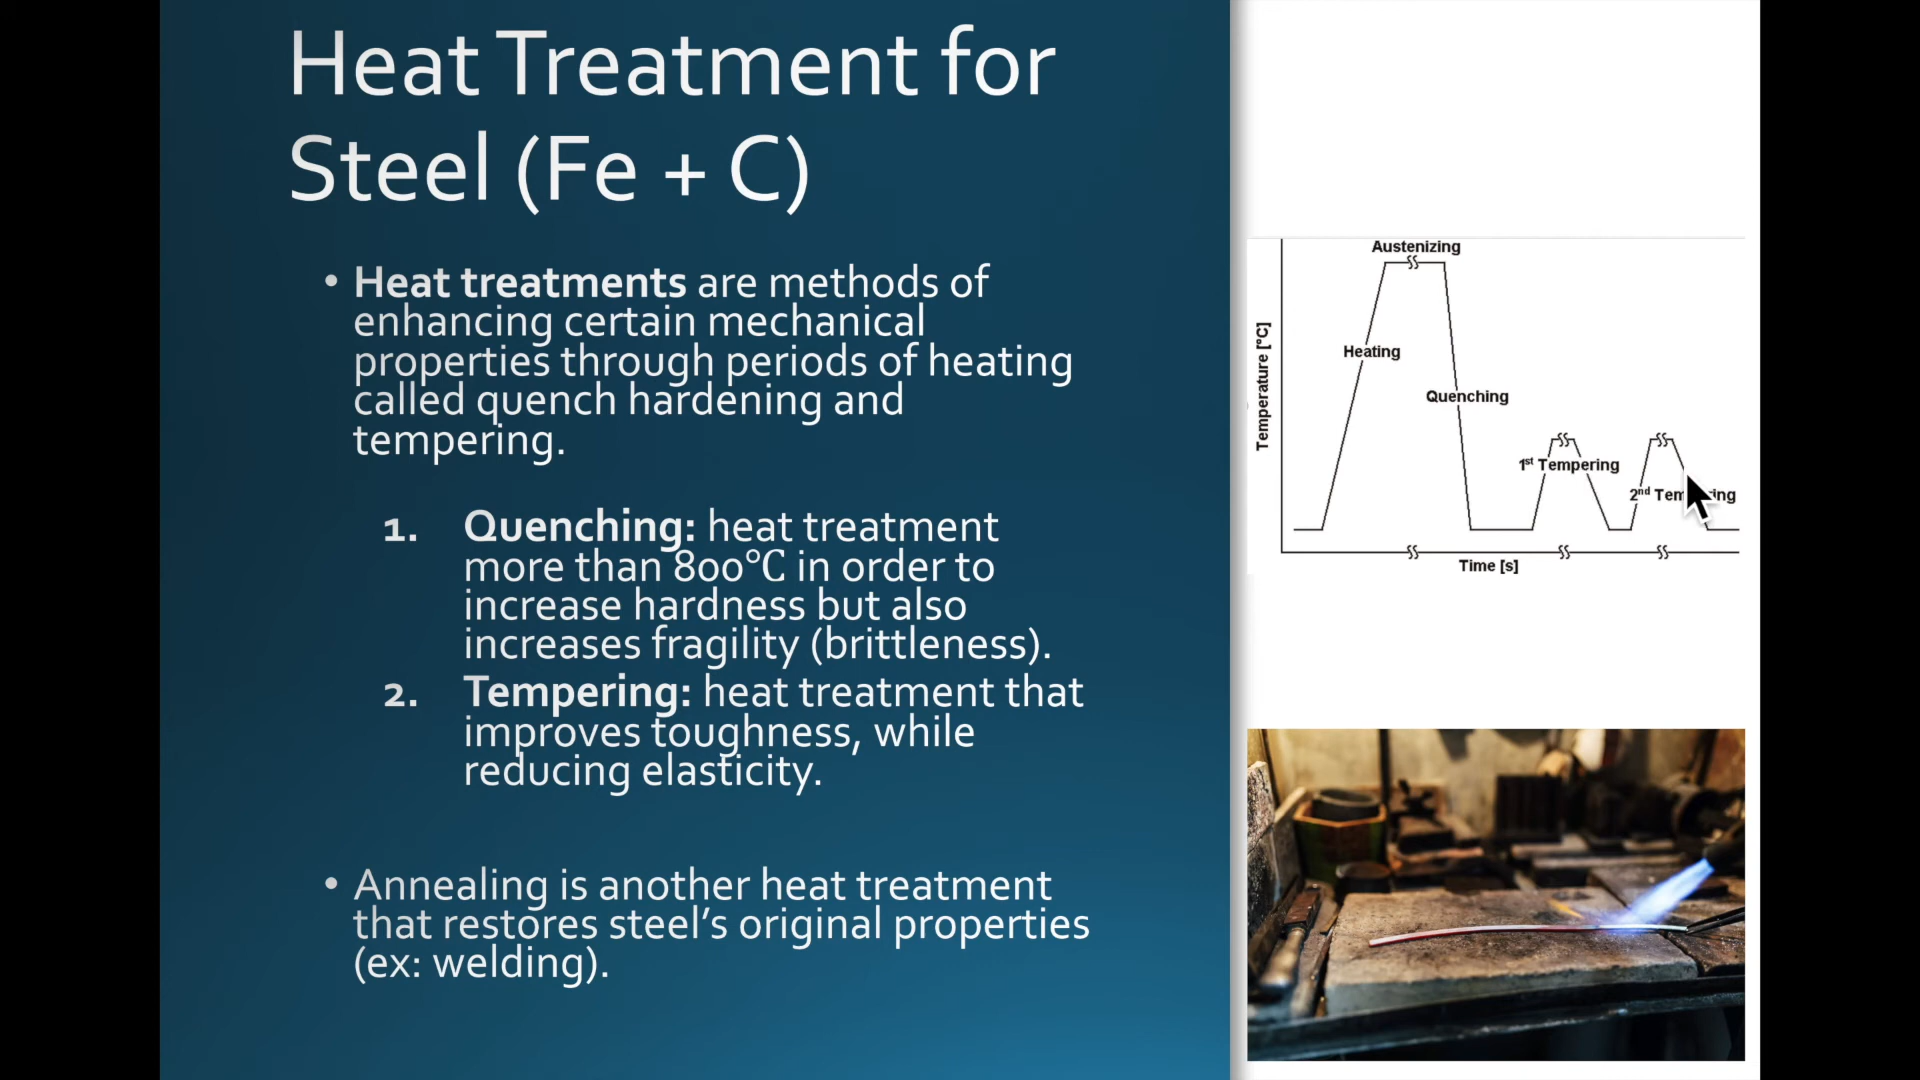 Heat Treatment for
Steel (Fe + C)
• Heat treatments are methods of
enhancing certain mechanical
properties through periods of heating
called quench hardening and
tempering.
1. Quenching: heat treatment
more than 800°C in order to
increase hardness but also
increases fragility (brittleness).
2. Tempering: heat treatment that
improves toughness, while
reducing elasticity.
• Annealing is another heat treatment
that restores steel's original properties
(ex: welding).
Austenizing
Temperature [°C]
Heating
Quenching
1st Tempering
2nd
Time [s]